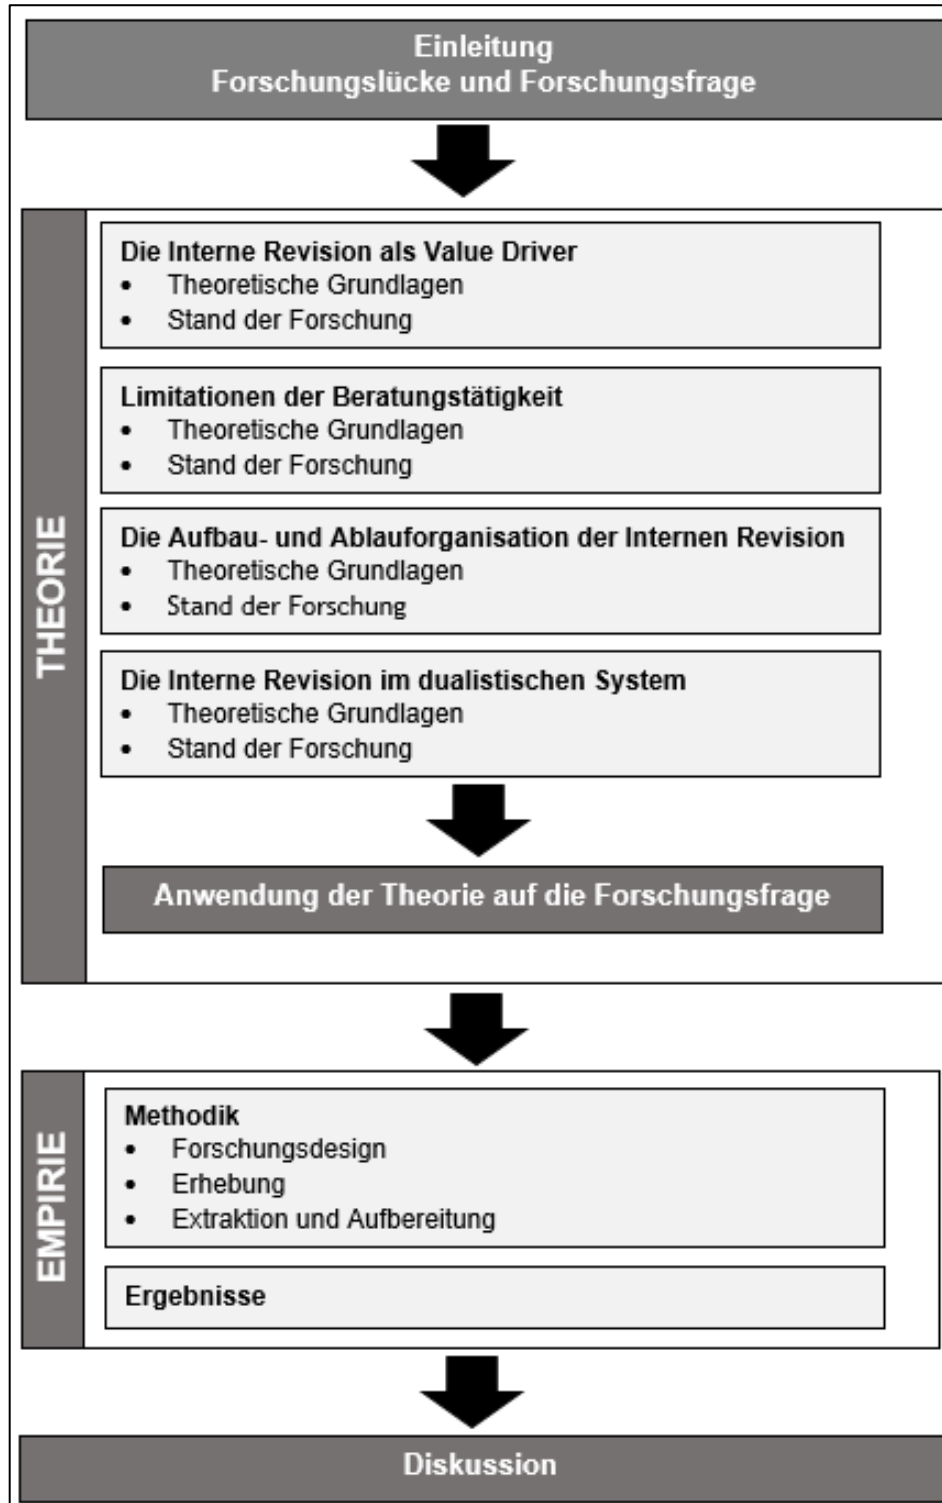 Einleitung
Forschungslücke und Forschungsfrage
THEORIE
Die Interne Revision als Value Driver
• Theoretische Grundlagen
• Stand der Forschung
Limitationen der Beratungstätigkeit
• Theoretische Grundlagen
• Stand der Forschung
Die Aufbau- und Ablauforganisation der Internen Revision
• Theoretische Grundlagen
• Stand der Forschung
Die Interne Revision im dualistischen System
• Theoretische Grundlagen
• Stand der Forschung
Anwendung der Theorie auf die Forschungsfrage
EMPIRIE
Methodik
• Forschungsdesign
• Erhebung
• Extraktion und Aufbereitung
Ergebnisse
Diskussion